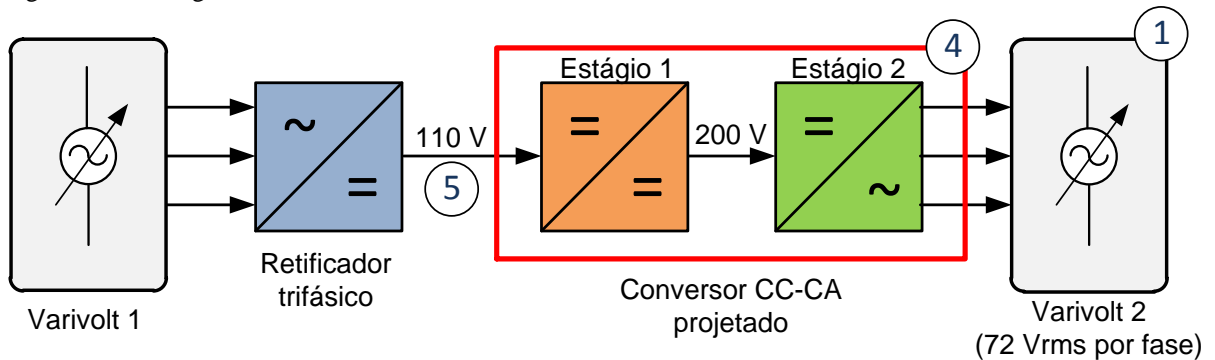 Varivolt 1
~
=
Retificador
trifásico
110 V
5
4
Estágio 1
=
=
200 V
Estágio 2
=
~
Conversor CC-CA
projetado
1
Varivolt 2
(72 Vrms por fase)